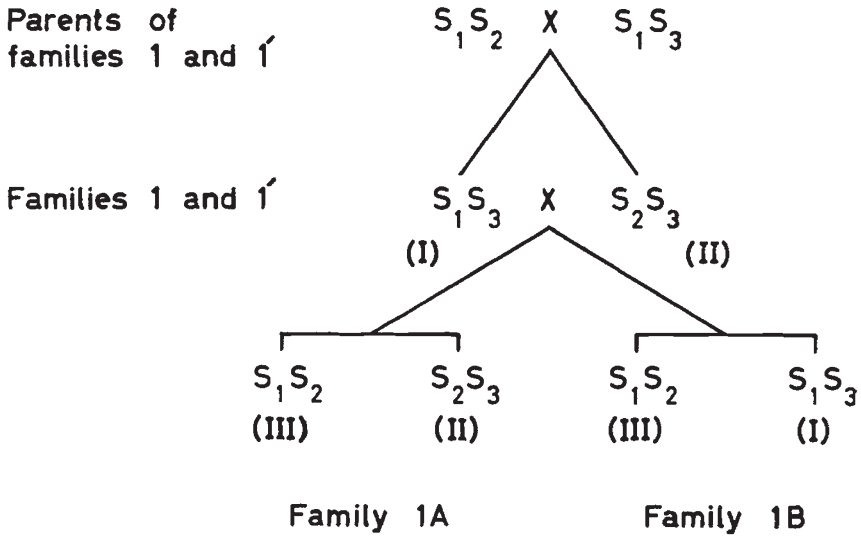 Parents of
families 1 and 1′
S₁S₂ X S₁S₃
Families 1 and 1′
S₁S₃ X S₂S₃
(I) (II)
S₁S₂ S₂S₃ S₁S₂ S₁S₃
(III) (II) (III) (I)
Family 1A Family 1B